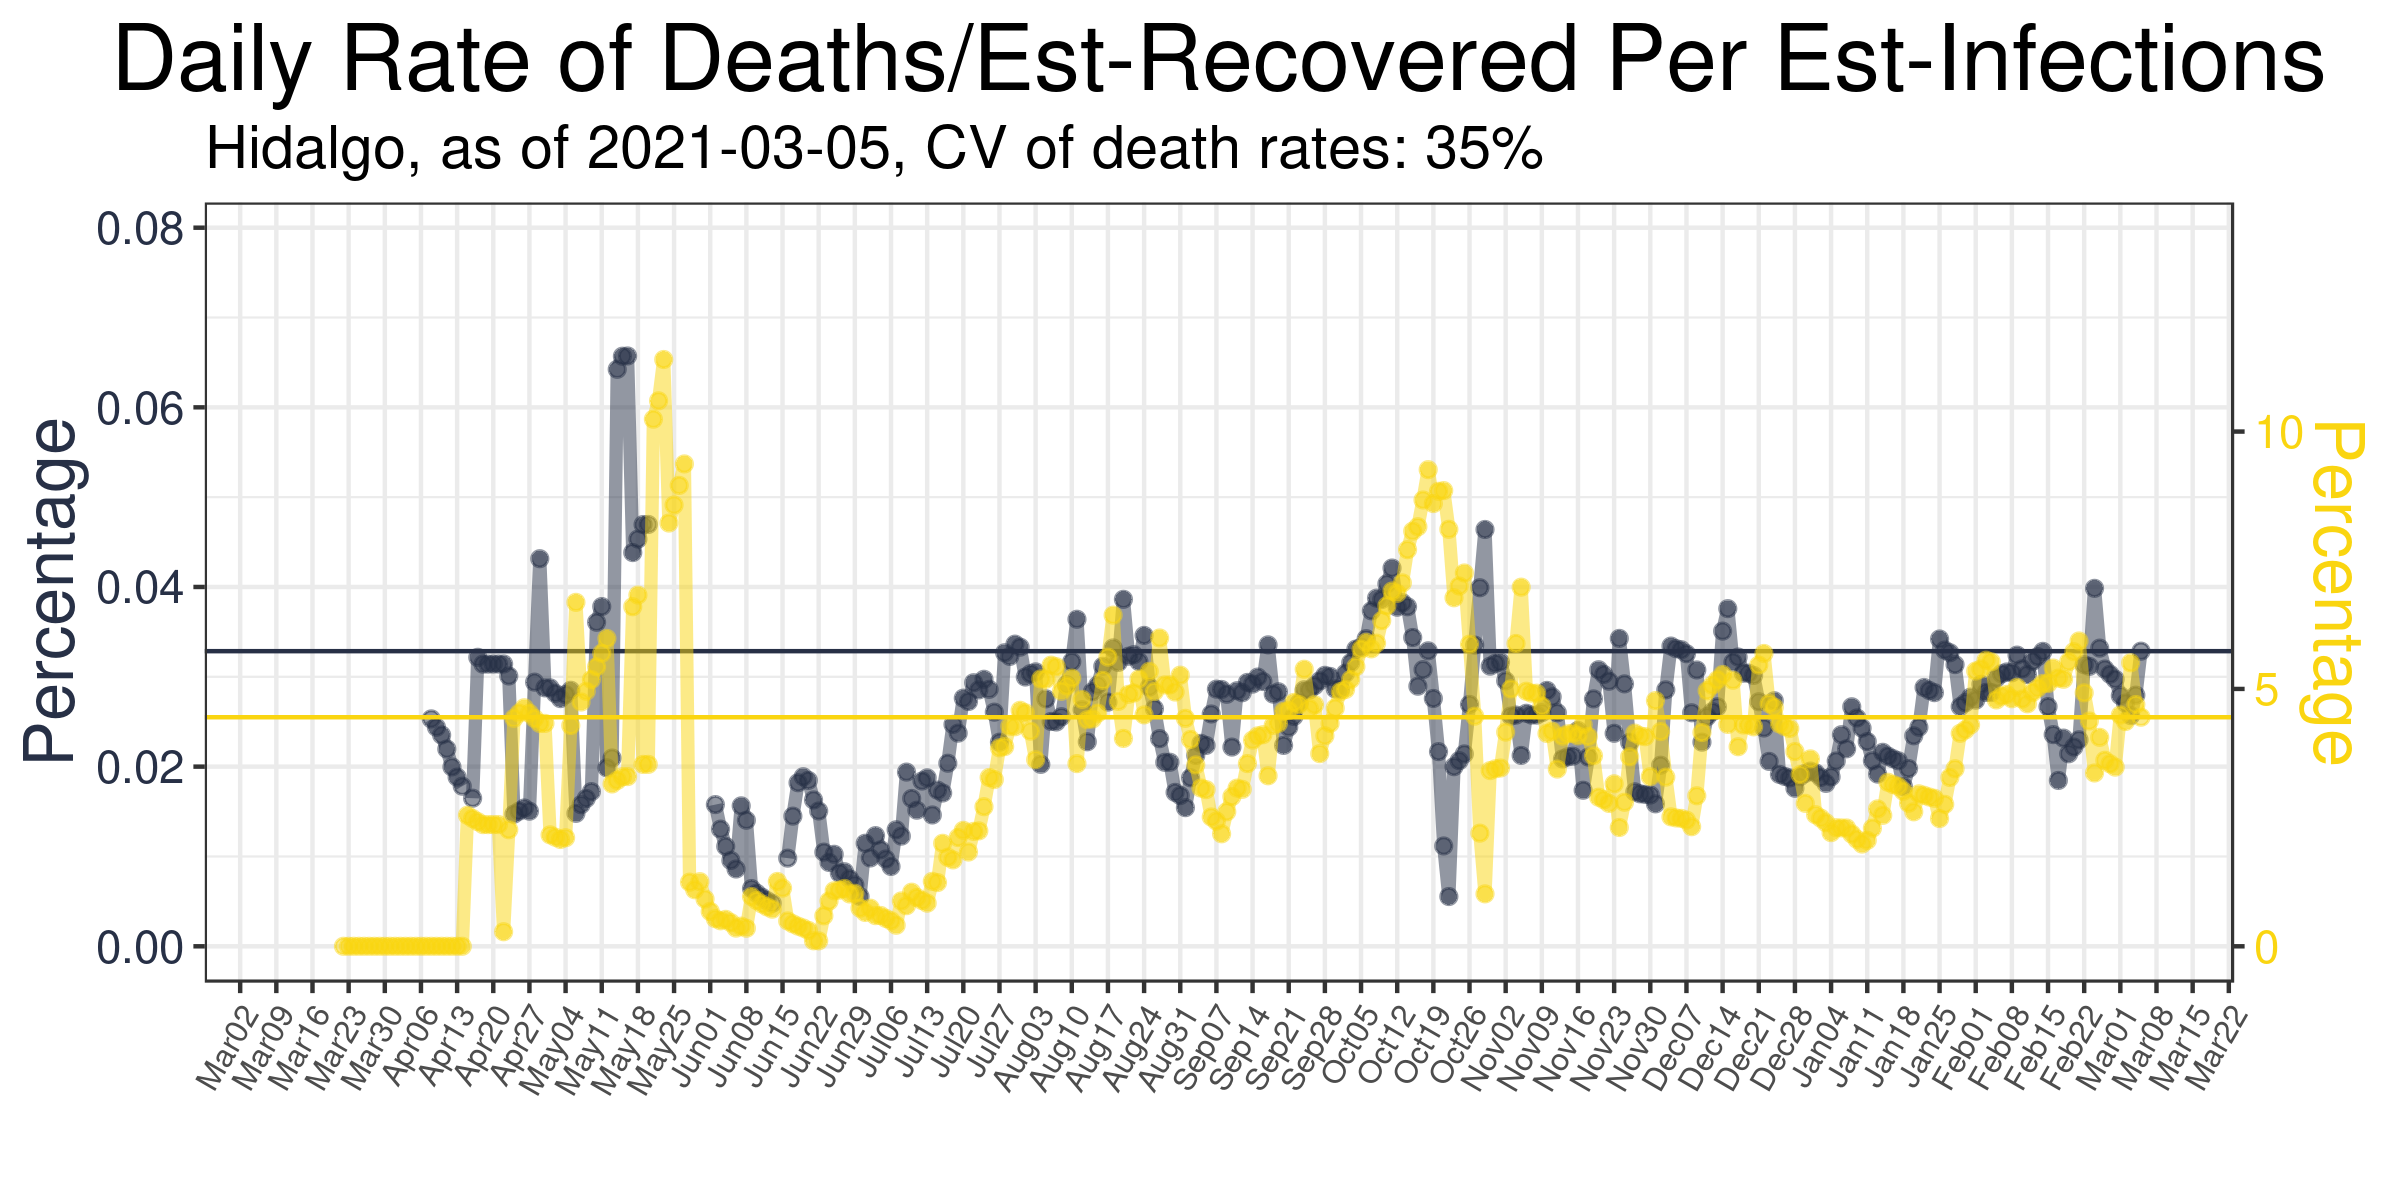 Daily Rate of Deaths/Est-Recovered Per Est-Infections
Hidalgo, as of 2021-03-05, CV of death rates: 35%
Percentage
0.08
0.06
0.04
0.02
0.00
10
5
0
Percentage
Mar02
Mar09
Mar16
Mar23
Mar30
Apr06
Apr13
Apr20
Apr27
May04
May11
May18
May25
Jun01
Jun08
Jun15
Jun22
Jun29
Jul06
Jul13
Jul20
Jul27
Aug03
Aug10
Aug17
Aug24
Aug31
Sep07
Sep14
Sep21
Sep28
Oct05
Oct12
Oct19
Oct26
Nov02
Nov09
Nov16
Nov23
Nov30
Dec07
Dec14
Dec21
Dec28
Jan04
Jan11
Jan18
Jan25
Feb01
Feb08
Feb15
Feb22
Mar01
Mar08
Mar15
Mar22